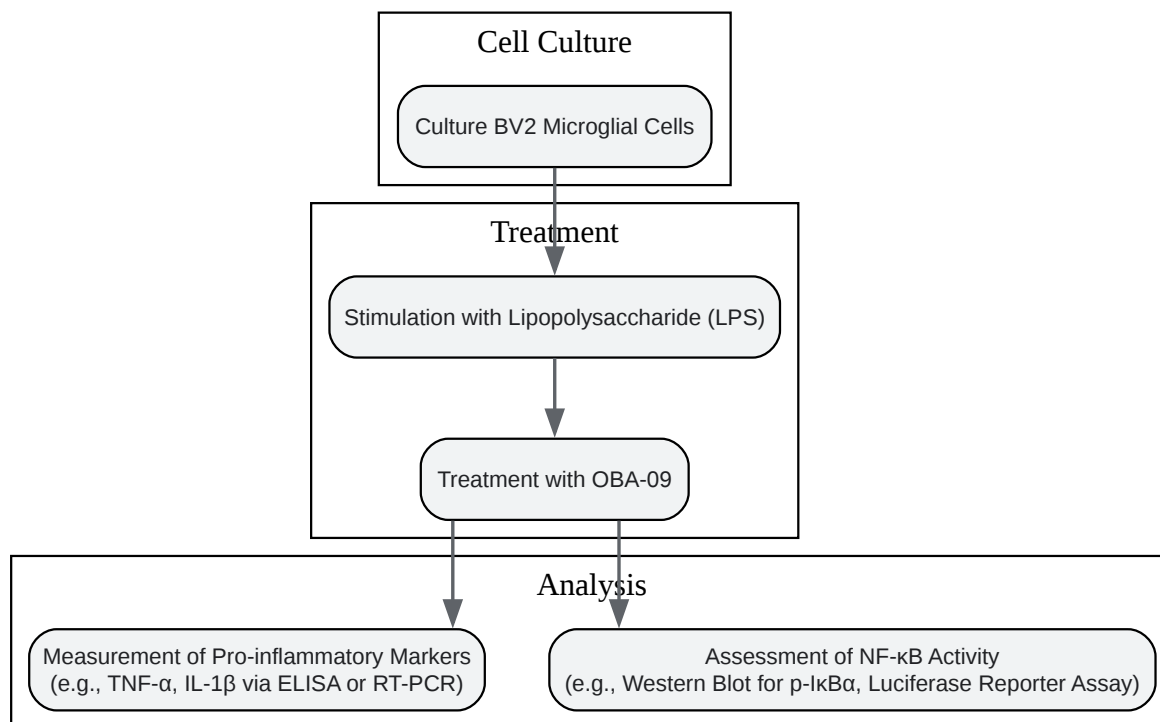 Cell Culture
Culture BV2 Microglial Cells
Treatment
Stimulation with Lipopolysaccharide (LPS)
Treatment with OBA-09
Analysis
Measurement of Pro-inflammatory Markers
(e.g., TNF-α, IL-1β via ELISA or RT-PCR)
Assessment of NF-κB Activity
(e.g., Western Blot for p-IκBα, Luciferase Reporter Assay)